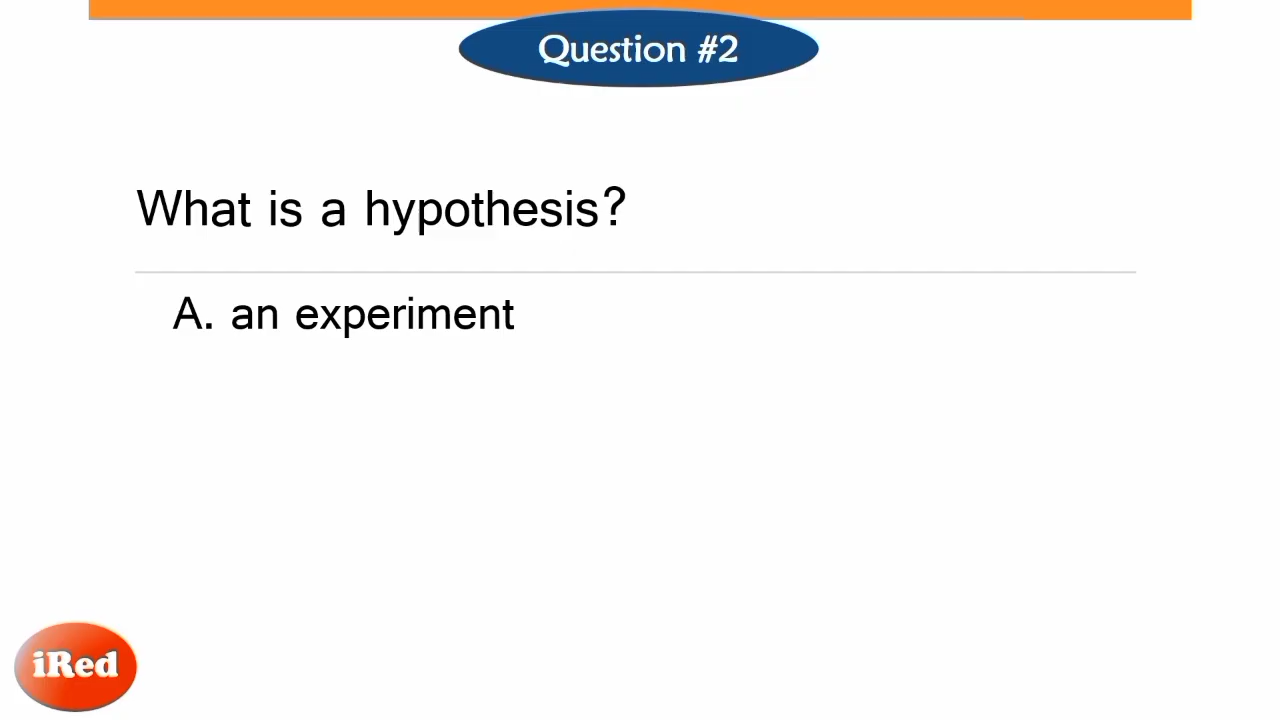 Question #2
What is a hypothesis?
A. an experiment
iRed